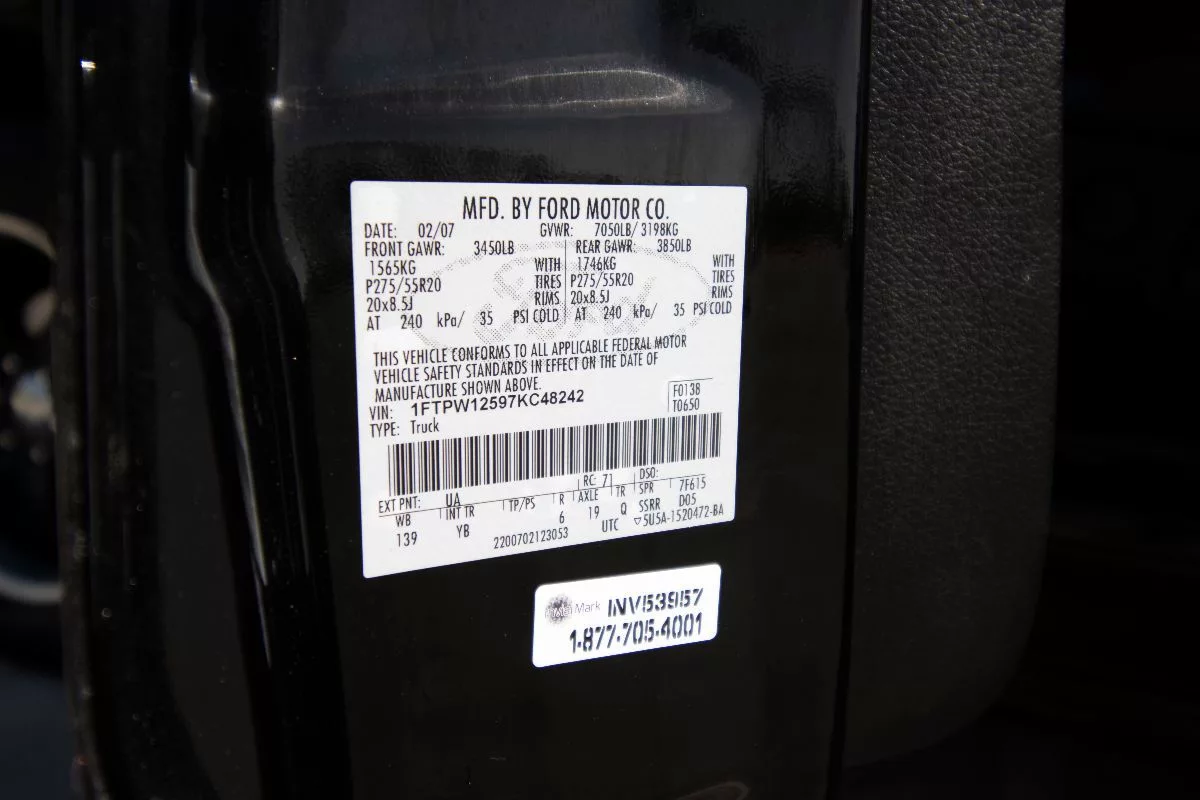 MFD. BY FORD MOTOR CO.
DATE: 02/07 GVWR: 7050LB/ 3198KG
FRONT GAWR: 3450LB REAR GAWR: 3850LB
1565KG WITH 1746KG WITH
P275/55R20 TIRES P275/55R20 TIRES
20x8.5J RIMS 20x8.5J RIMS
AT 240 kPa/ 35 PSI COLD AT 240 kPa/ 35 PSI COLD
Ford
THIS VEHICLE CONFORMS TO ALL APPLICABLE FEDERAL MOTOR
VEHICLE SAFETY STANDARDS IN EFFECT ON THE DATE OF
MANUFACTURE SHOWN ABOVE.
VIN: 1FTPW12597KC48242
F0138
T0650
TYPE: Truck
EXT PNT: UA RC: 71 DSO:
WB INT TR TP/PS R AXLE TR SPR 7F615
139 YB 6 19 Q SSRR D05
2200702123053 UTC ▽5U5A-1520472-BA
Mark INV53957
1-877-705-4001